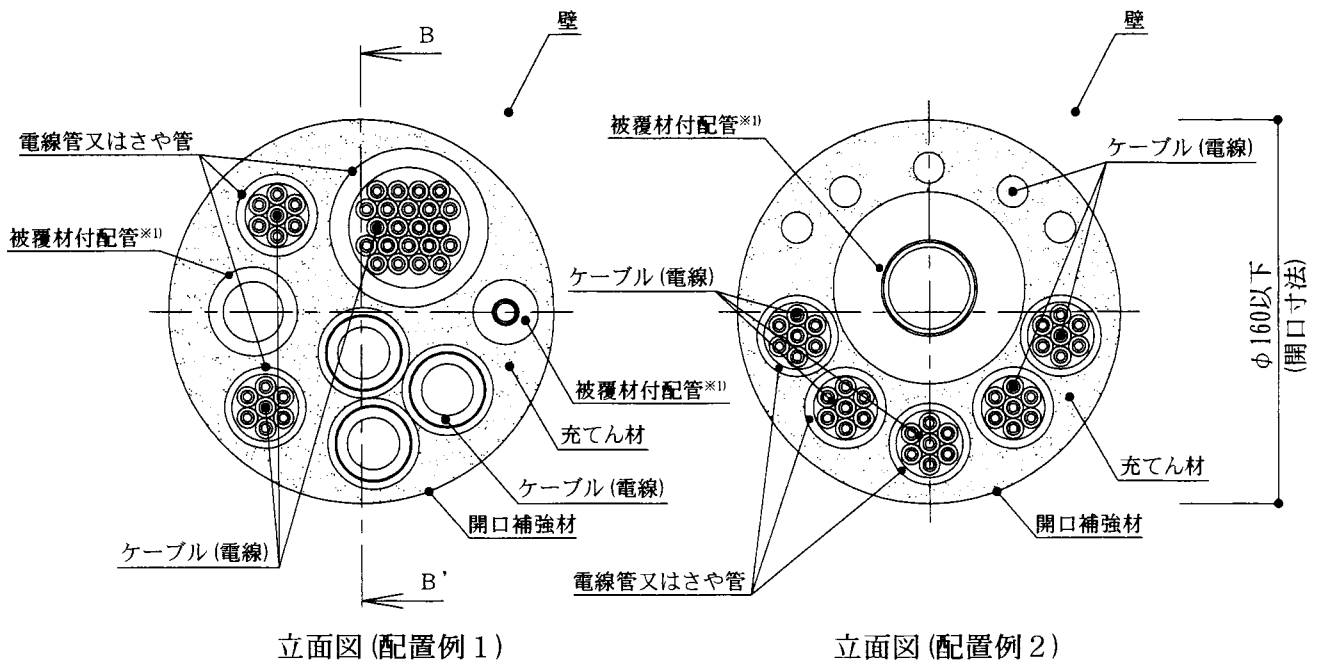 B
壁
電線管又はさや管
被覆材付配管※1)
被覆材付配管※1)
充てん材
ケーブル(電線)
開口補強材
ケーブル(電線)
B'
立面図(配置例1)
壁
被覆材付配管※1)
ケーブル(電線)
ケーブル(電線)
φ160以下
(開口寸法)
充てん材
開口補強材
電線管又はさや管
立面図(配置例2)